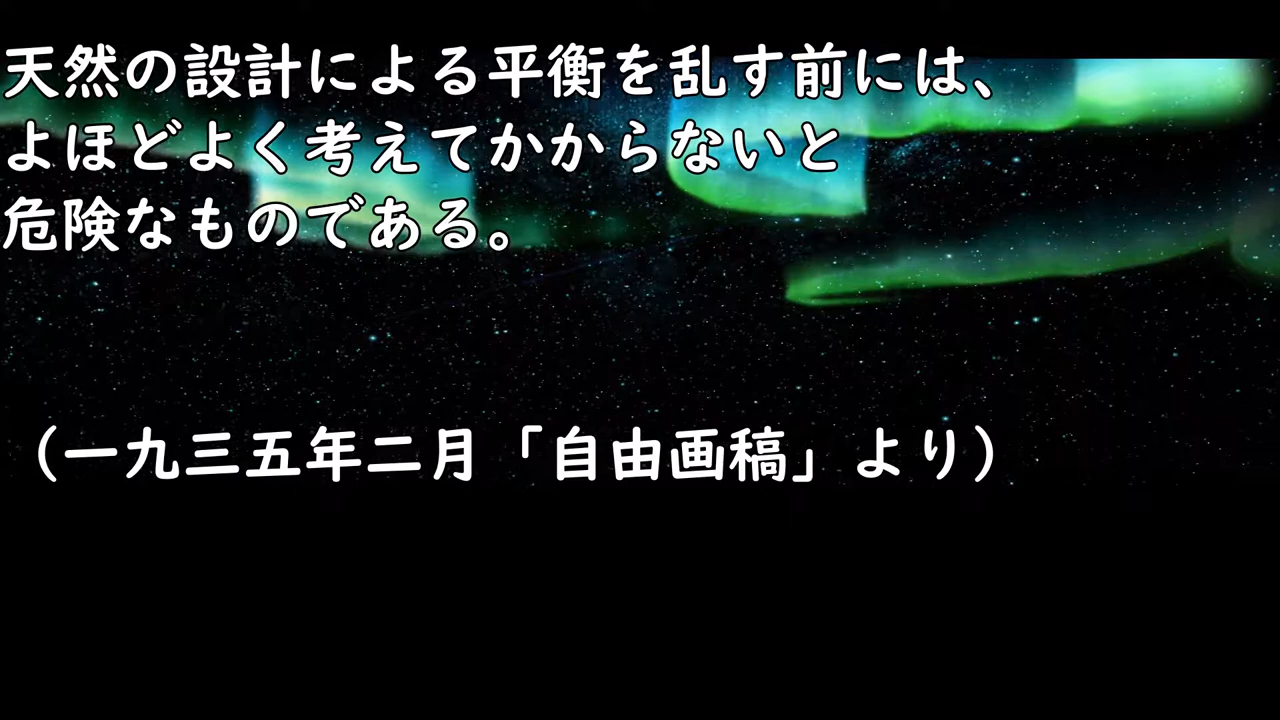 天然の設計による平衡を乱す前には、
よほどよく考えてかからないと
危険なものである。
（一九三五年二月「自由画稿」より）